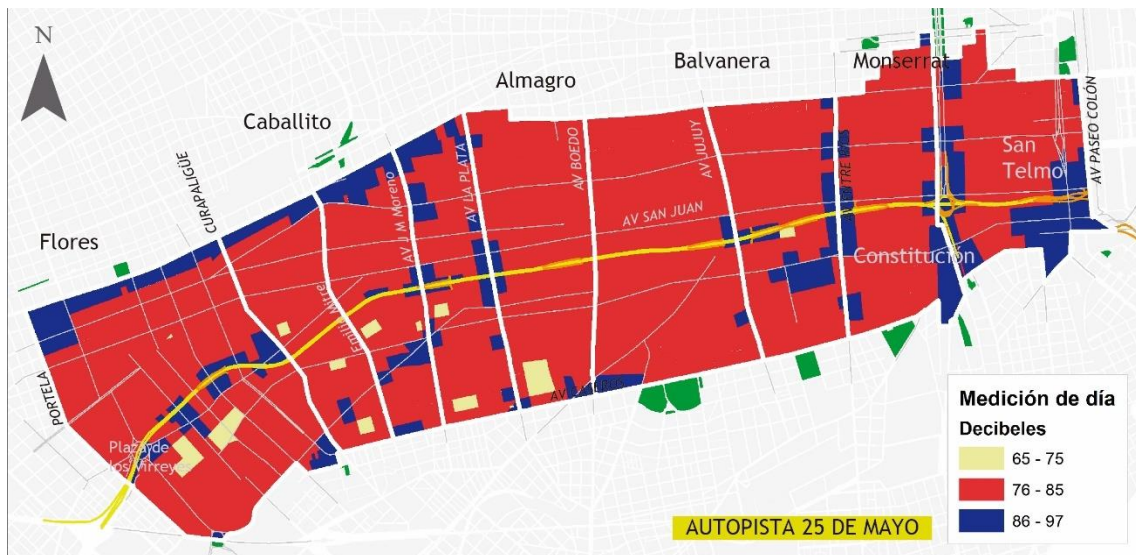 N
Balvanera
Monserrat
Almagro
Caballito
CURAPALIGÜE
AV J M Moreno
AV LA PLATA
AV BOEDO
AV JUJUY
San
Telmo
AV PASEO COLÓN
Flores
AV SAN JUAN
Constitución
Emilio Mitre
PORTELA
Plaza de
los Virreyes
AV
Medición de día
Decibeles
65 - 75
76 - 85
86 - 97
AUTOPISTA 25 DE MAYO